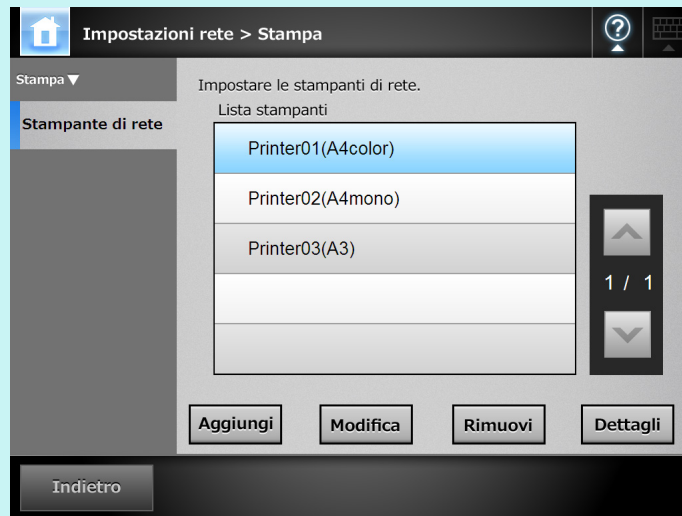 Impostazioni rete > Stampa
?
Stampa ▼
Stampante di rete
Impostare le stampanti di rete.
Lista stampanti
Printer01(A4color)
Printer02(A4mono)
Printer03(A3)
1 / 1
Aggiungi
Modifica
Rimuovi
Dettagli
Indietro